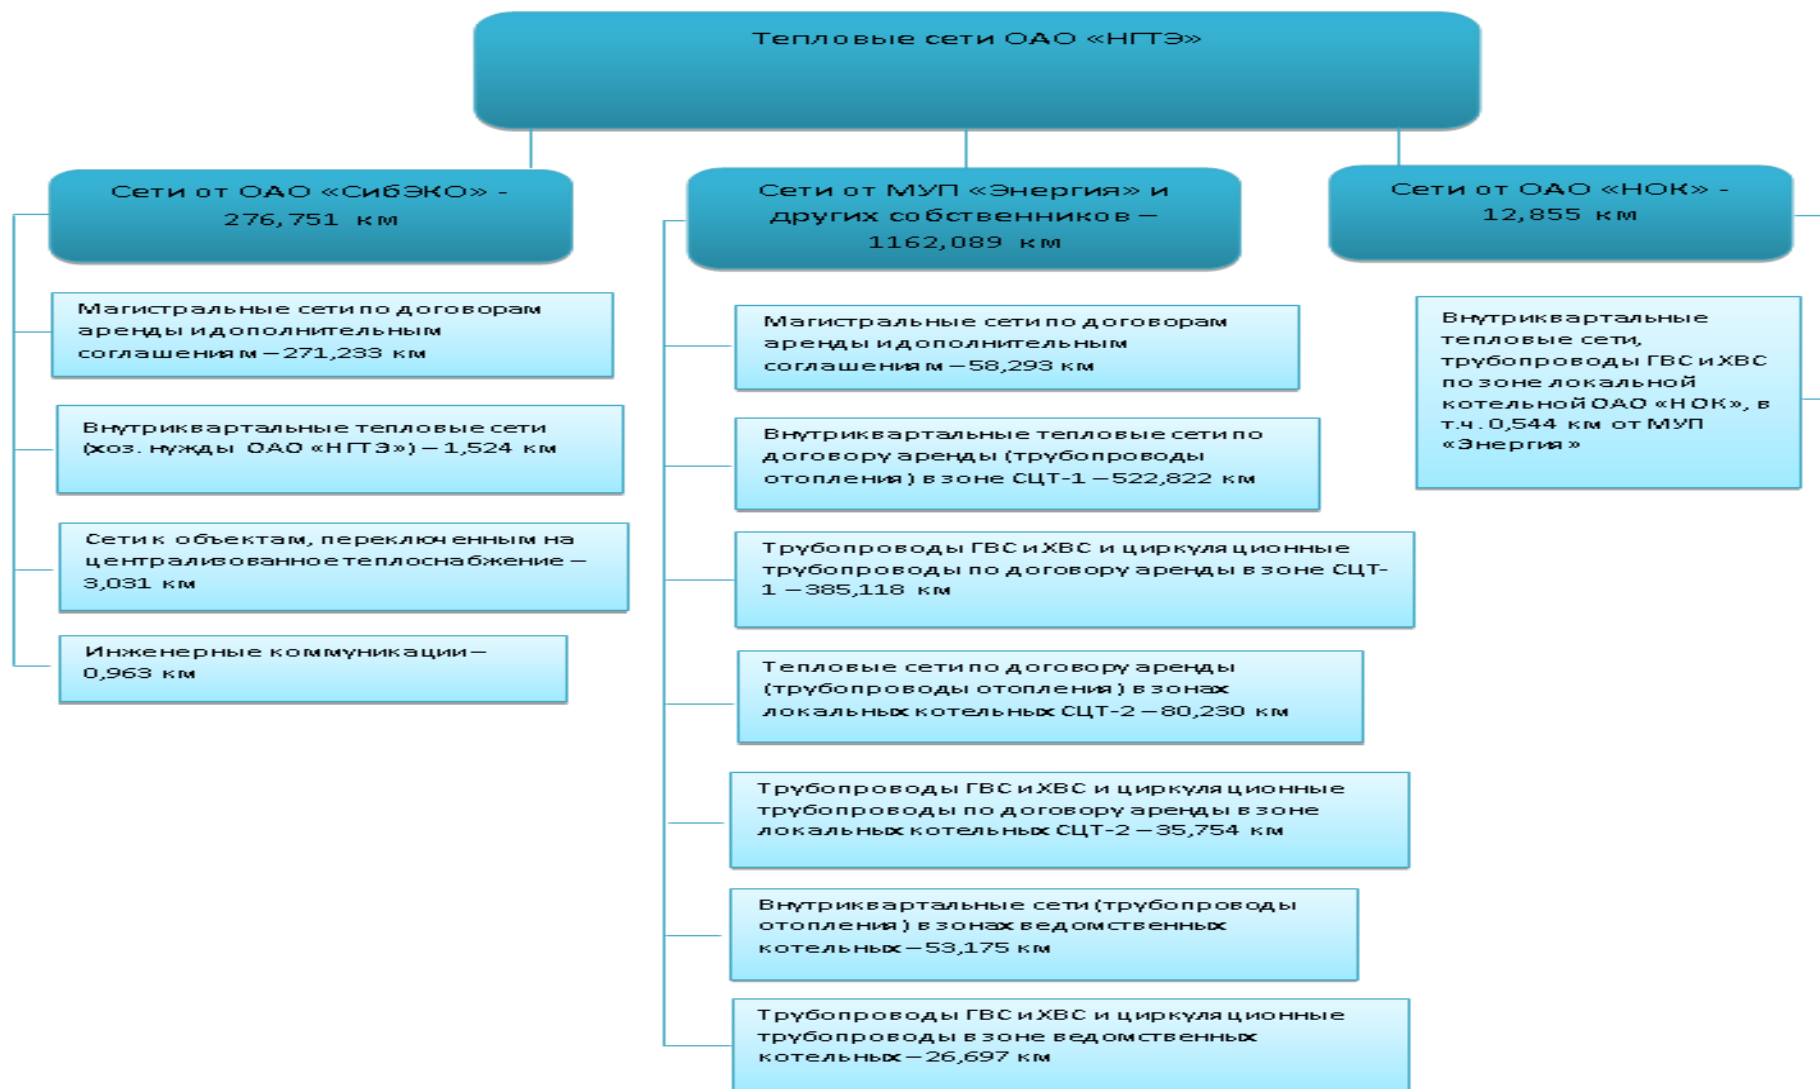 Тепловые сети ОАО «НГТЭ»
Сети от ОАО «СибЭКО» -
276,751 км
Магистральные сети по договорам
аренды и дополнительным
соглашениям – 271,233 км
Внутриквартальные тепловые сети
(хоз. нужды ОАО «НГТЭ») – 1,524 км
Сети к объектам, переключенным на
централизованное теплоснабжение –
3,031 км
Инженерные коммуникации –
0,963 км
Сети от МУП «Энергия» и
других собственников –
1162,089 км
Магистральные сети по договорам
аренды и дополнительным
соглашениям – 58,293 км
Внутриквартальные тепловые сети по
договору аренды (трубопроводы
отопления) в зоне СЦТ-1 – 522,822 км
Трубопроводы ГВС и ХВС и циркуляционные
трубопроводы по договору аренды в зоне СЦТ-
1 – 385,118 км
Тепловые сети по договору аренды
(трубопроводы отопления) в зонах
локальных котельных СЦТ-2 – 80,230 км
Трубопроводы ГВС и ХВС и циркуляционные
трубопроводы по договору аренды в зоне
локальных котельных СЦТ-2 – 35,754 км
Внутриквартальные сети (трубопроводы
отопления) в зонах ведомственных
котельных – 53,175 км
Трубопроводы ГВС и ХВС и циркуляционные
трубопроводы в зоне ведомственных
котельных – 26,697 км
Сети от ОАО «НОК» -
12,855 км
Внутриквартальные
тепловые сети,
трубопроводы ГВС и ХВС
по зоне локальной
котельной ОАО «НОК», в
т.ч. 0,544 км от МУП
«Энергия»